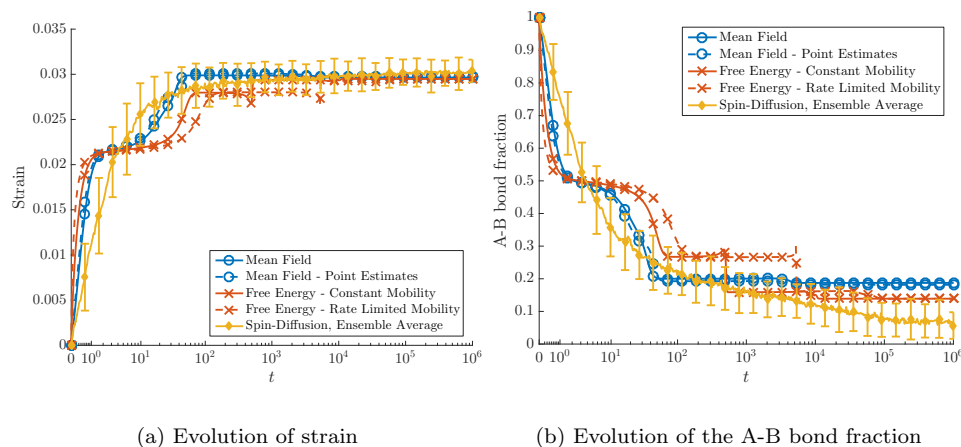 0.035
0.03
0.025
0.02
0.015
0.01
0.005
0
Strain
Mean Field
Mean Field - Point Estimates
Free Energy - Constant Mobility
Free Energy - Rate Limited Mobility
Spin-Diffusion, Ensemble Average
0 10^0 10^1 10^2 10^3 10^4 10^5 10^6
t
(a) Evolution of strain
1
0.9
0.8
0.7
0.6
0.5
0.4
0.3
0.2
0.1
0
A-B bond fraction
Mean Field
Mean Field - Point Estimates
Free Energy - Constant Mobility
Free Energy - Rate Limited Mobility
Spin-Diffusion, Ensemble Average
0 10^0 10^1 10^2 10^3 10^4 10^5 10^6
t
(b) Evolution of the A-B bond fraction